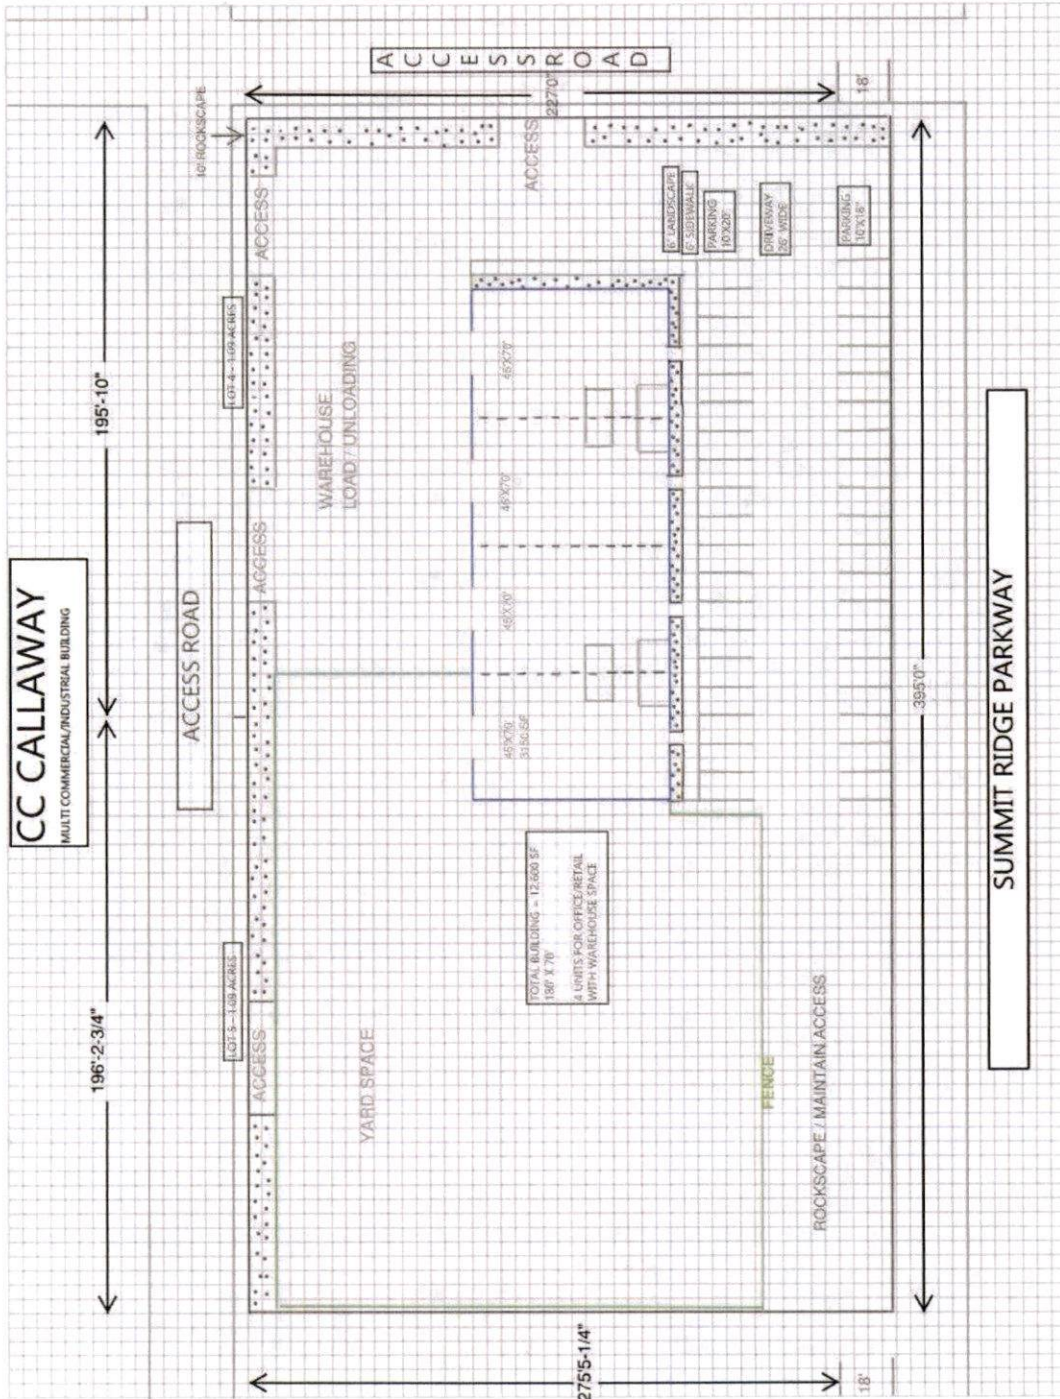 CC CALLAWAY
MULTI COMMERCIAL/INDUSTRIAL BUILDING
196'-2-3/4"
195'-10"
ACCESS ROAD
LOT-5 - 1.09 ACRES
LOT-4 - 1.09 ACRES
10' ROCKSCAPE
ACCESS
ACCESS
ACCESS
ACCESS ROAD
227'0"
18'
ACCESS
YARD SPACE
WAREHOUSE
LOAD / UNLOADING
45'X70'
3150 SF
45'X70'
45'X70'
45'X70'
TOTAL BUILDING = 12,600 SF
180' X 70'
4 UNITS FOR OFFICE/RETAIL
WITH WAREHOUSE SPACE
6' LANDSCAPE
6' SIDEWALK
PARKING
10'X20'
DRIVEWAY
26' WIDE
PARKING
10'X18'
FENCE
ROCKSCAPE / MAINTAIN ACCESS
275'5-1/4"
18'
395'0"
SUMMIT RIDGE PARKWAY